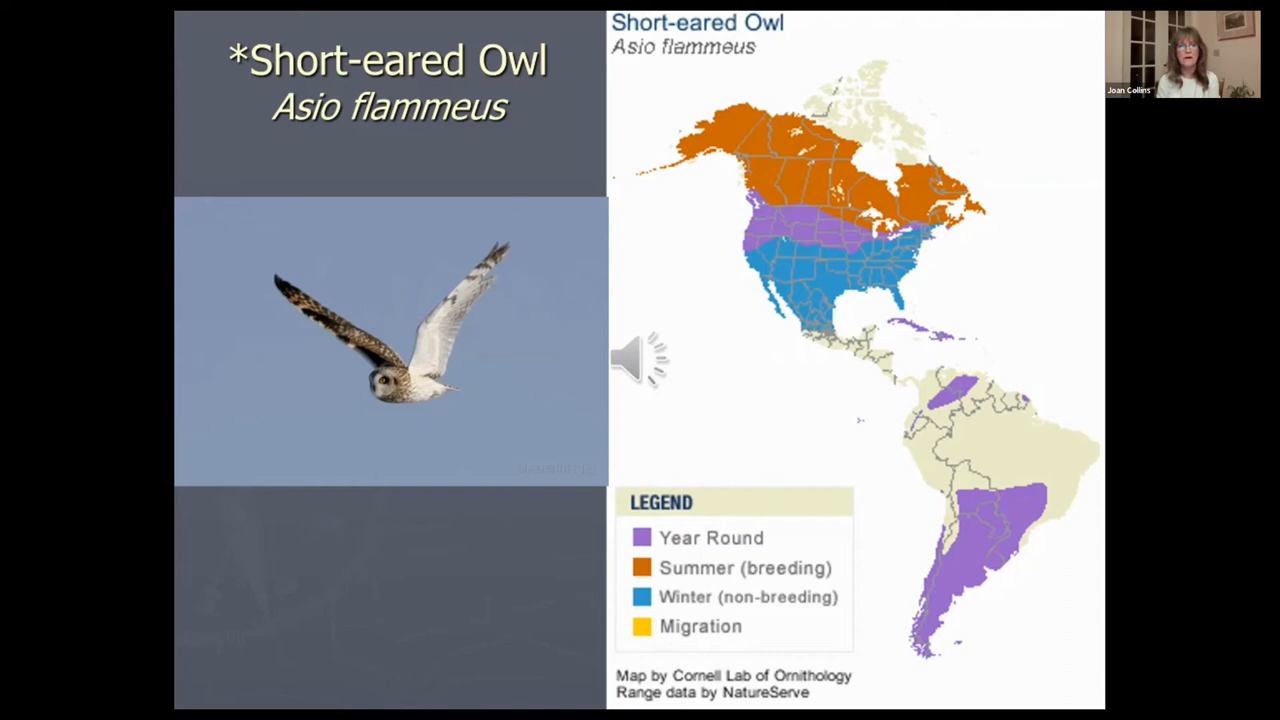 *Short-eared Owl
Asio flammeus
Short-eared Owl
Asio flammeus
LEGEND
Year Round
Summer (breeding)
Winter (non-breeding)
Migration
Map by Cornell Lab of Ornithology
Range data by NatureServe
Joan Collins